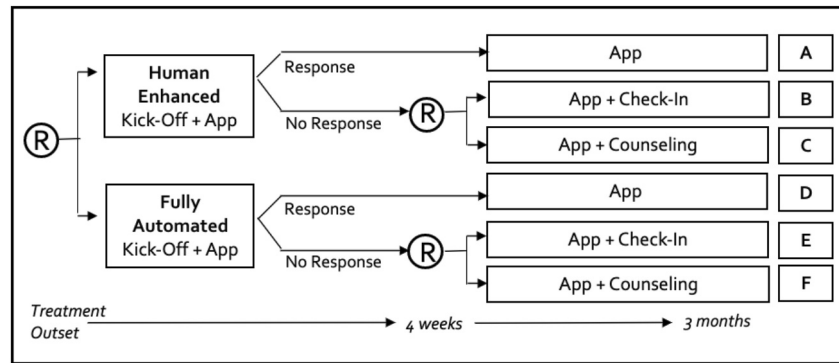 R
Human
Enhanced
Kick-Off + App
Response
No Response
R
App
A
App + Check-In
B
App + Counseling
C
Fully
Automated
Kick-Off + App
Response
No Response
R
App
D
App + Check-In
E
App + Counseling
F
Treatment
Outset
4 weeks
3 months